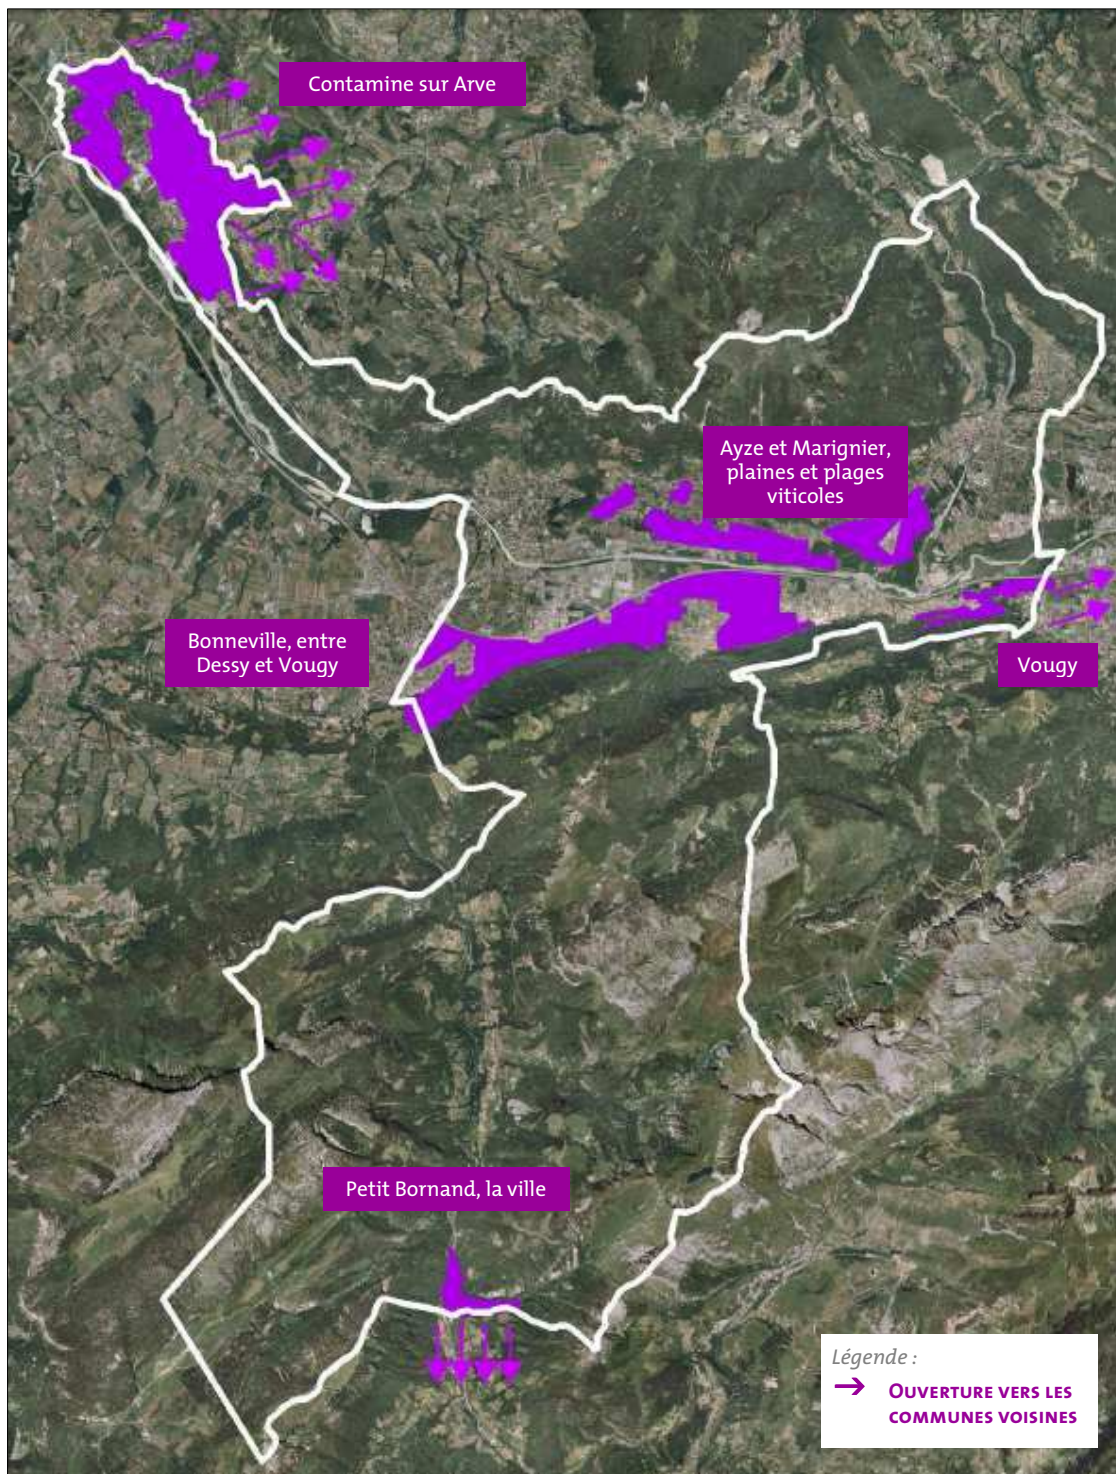 Contamine sur Arve
Ayze et Marignier,
plaines et plages
viticoles
Bonneville, entre
Dessy et Vougy
Vougy
Petit Bornand, la ville
Légende :
→ OUVERTURE VERS LES
COMMUNES VOISINES